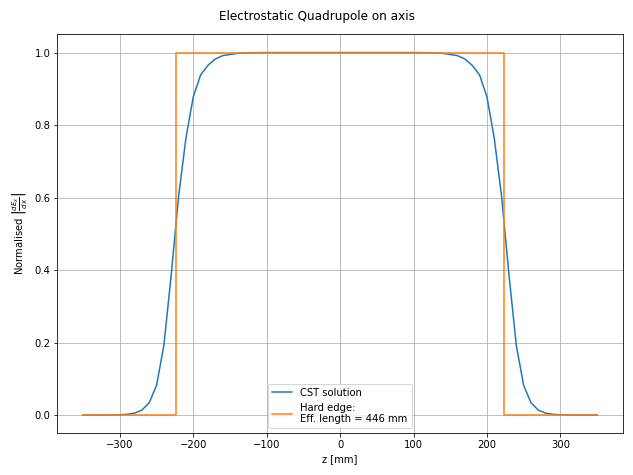 Electrostatic Quadrupole on axis
1.0
0.8
0.6
0.4
0.2
0.0
Normalised |dEₓ/dx|
CST solution
Hard edge:
Eff. length = 446 mm
−300
−200
−100
0
100
200
300
z [mm]